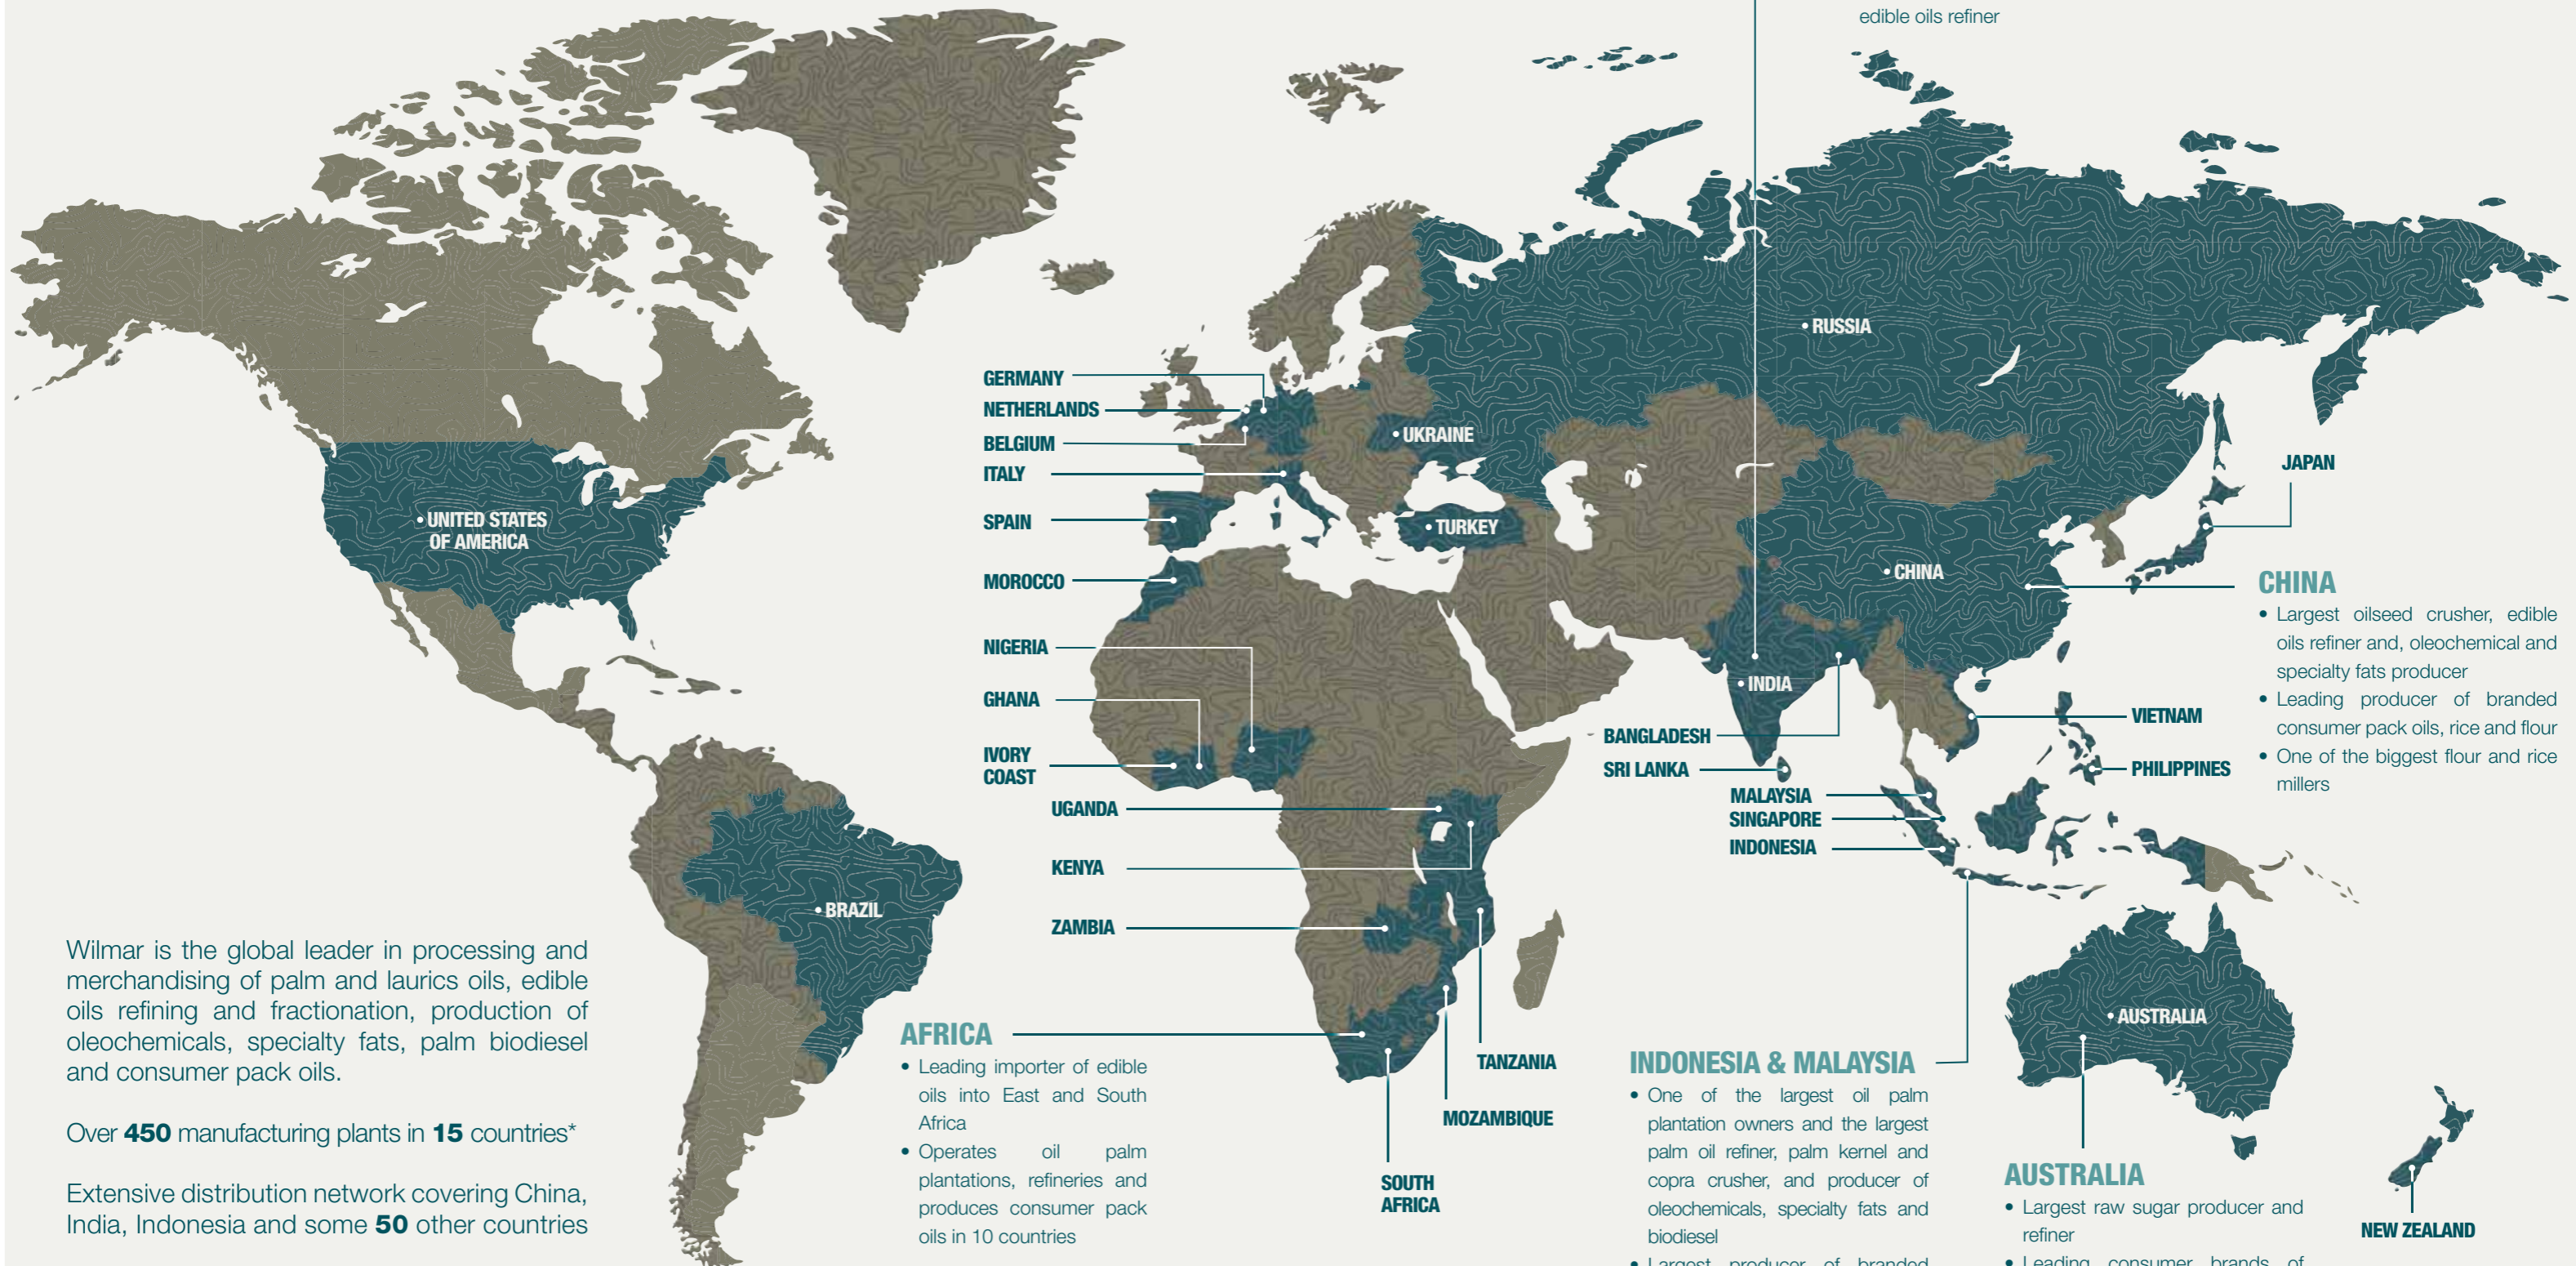 edible oils refiner
• RUSSIA
GERMANY
NETHERLANDS
BELGIUM
ITALY
SPAIN
MOROCCO
NIGERIA
GHANA
IVORY
COAST
UGANDA
KENYA
ZAMBIA
• UKRAINE
• TURKEY
• UNITED STATES
OF AMERICA
• BRAZIL
• CHINA
JAPAN
• INDIA
BANGLADESH
SRI LANKA
MALAYSIA
SINGAPORE
INDONESIA
VIETNAM
PHILIPPINES
CHINA
• Largest oilseed crusher, edible
oils refiner and, oleochemical and
specialty fats producer
• Leading producer of branded
consumer pack oils, rice and flour
• One of the biggest flour and rice
millers
Wilmar is the global leader in processing and
merchandising of palm and laurics oils, edible
oils refining and fractionation, production of
oleochemicals, specialty fats, palm biodiesel
and consumer pack oils.
Over 450 manufacturing plants in 15 countries*
Extensive distribution network covering China,
India, Indonesia and some 50 other countries
AFRICA
• Leading importer of edible
oils into East and South
Africa
• Operates oil palm
plantations, refineries and
produces consumer pack
oils in 10 countries
TANZANIA
MOZAMBIQUE
SOUTH
AFRICA
INDONESIA & MALAYSIA
• One of the largest oil palm
plantation owners and the largest
palm oil refiner, palm kernel and
copra crusher, and producer of
oleochemicals, specialty fats and
biodiesel
• Largest producer of branded
• AUSTRALIA
AUSTRALIA
• Largest raw sugar producer and
refiner
• Leading consumer brands of
NEW ZEALAND